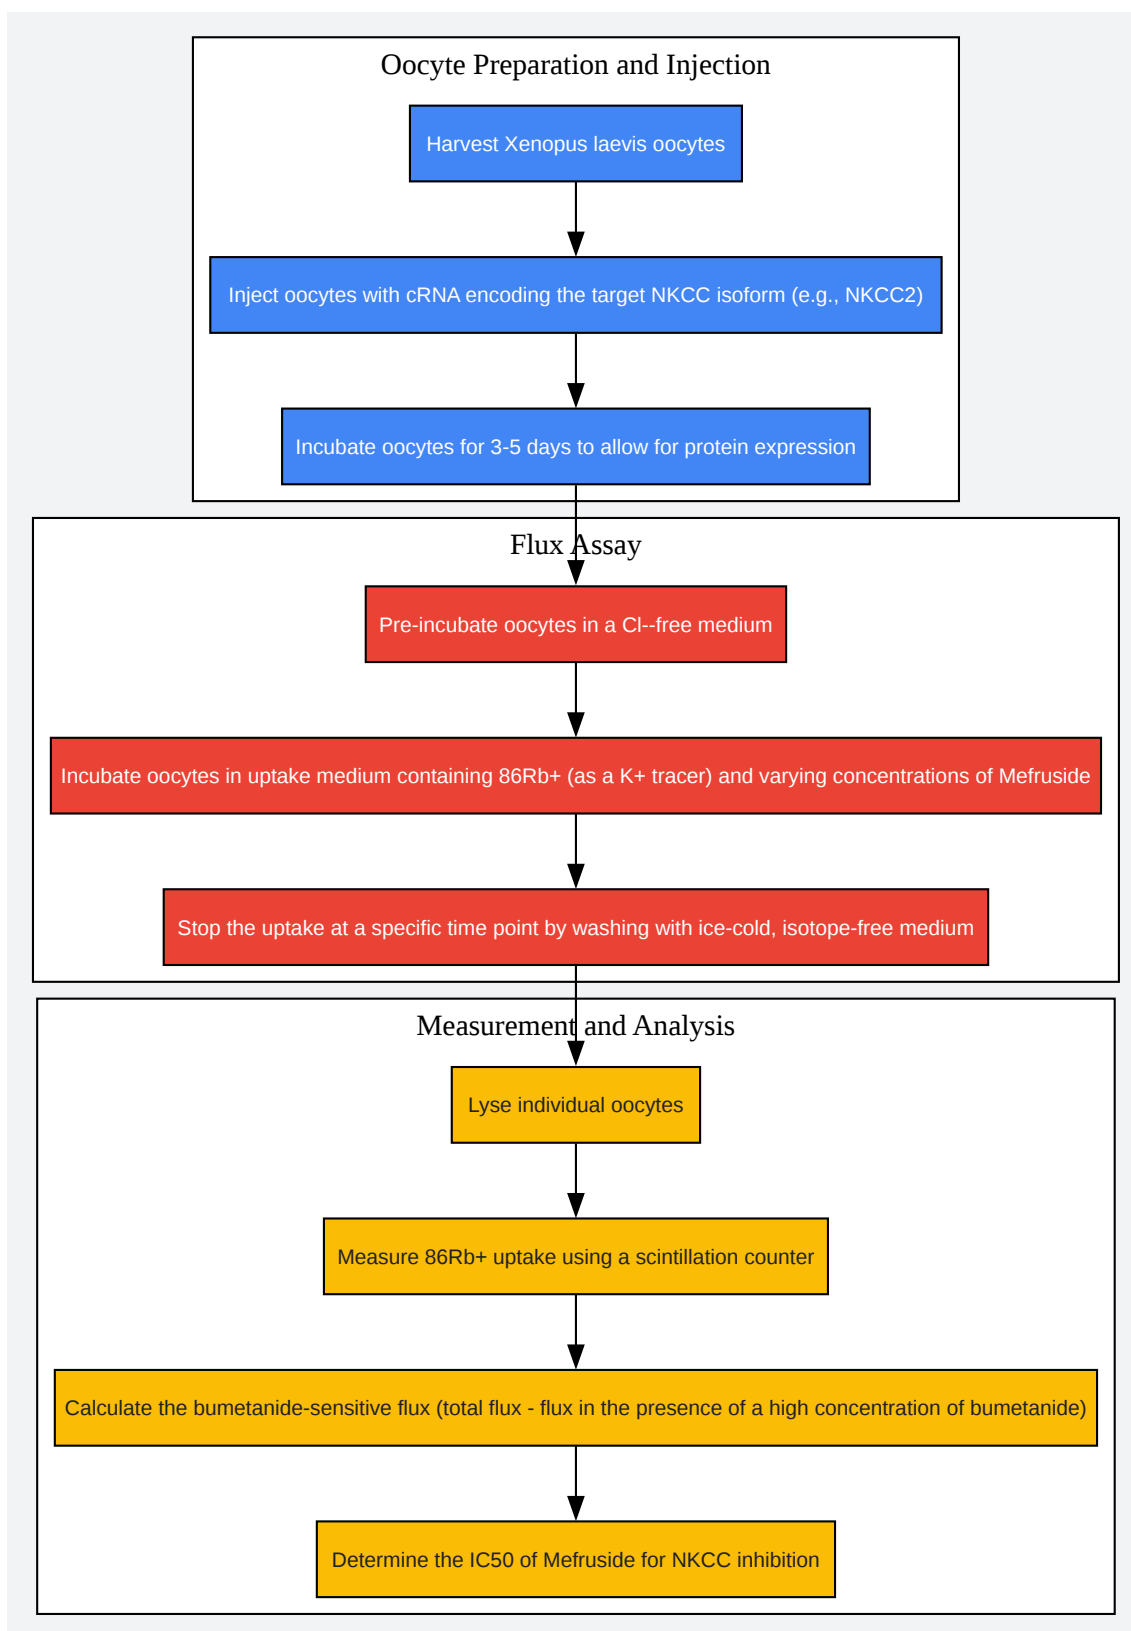 Oocyte Preparation and Injection
Harvest Xenopus laevis oocytes
Inject oocytes with cRNA encoding the target NKCC isoform (e.g., NKCC2)
Incubate oocytes for 3-5 days to allow for protein expression
Flux Assay
Pre-incubate oocytes in a Cl--free medium
Incubate oocytes in uptake medium containing 86Rb+ (as a K+ tracer) and varying concentrations of Mefruside
Stop the uptake at a specific time point by washing with ice-cold, isotope-free medium
Measurement and Analysis
Lyse individual oocytes
Measure 86Rb+ uptake using a scintillation counter
Calculate the bumetanide-sensitive flux (total flux - flux in the presence of a high concentration of bumetanide)
Determine the IC50 of Mefruside for NKCC inhibition